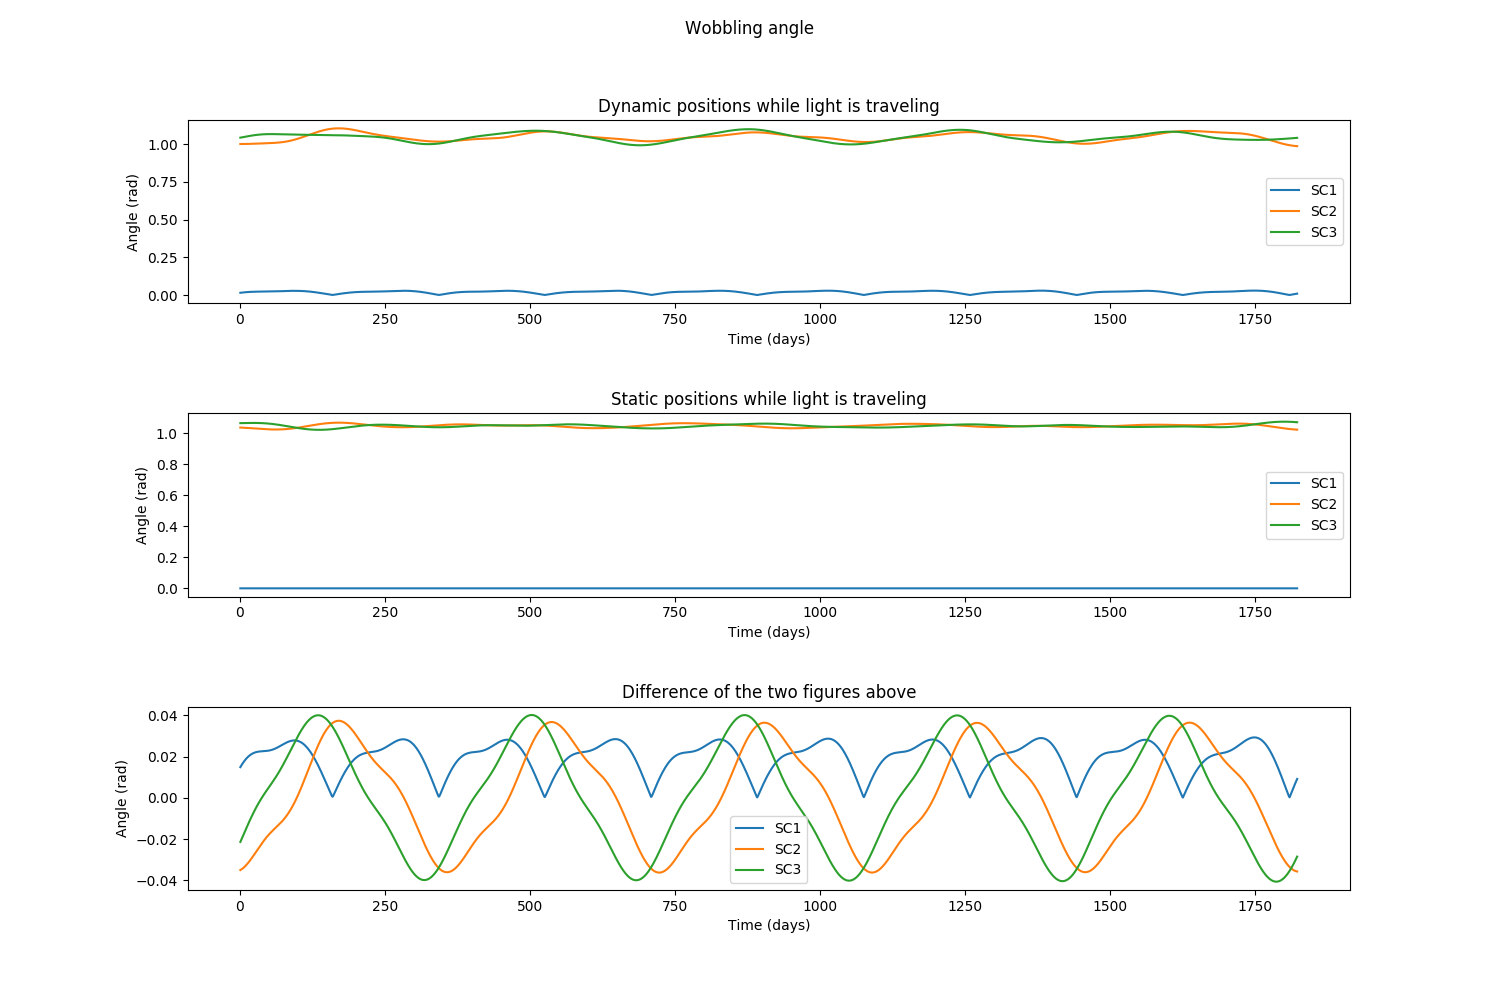 Wobbling angle
Dynamic positions while light is traveling
1.00
0.75
0.50
0.25
0.00
Angle (rad)
SC1
SC2
SC3
0 250 500 750 1000 1250 1500 1750
Time (days)
Static positions while light is traveling
1.0
0.8
0.6
0.4
0.2
0.0
Angle (rad)
SC1
SC2
SC3
0 250 500 750 1000 1250 1500 1750
Time (days)
Difference of the two figures above
0.04
0.02
0.00
−0.02
−0.04
Angle (rad)
SC1
SC2
SC3
0 250 500 750 1000 1250 1500 1750
Time (days)